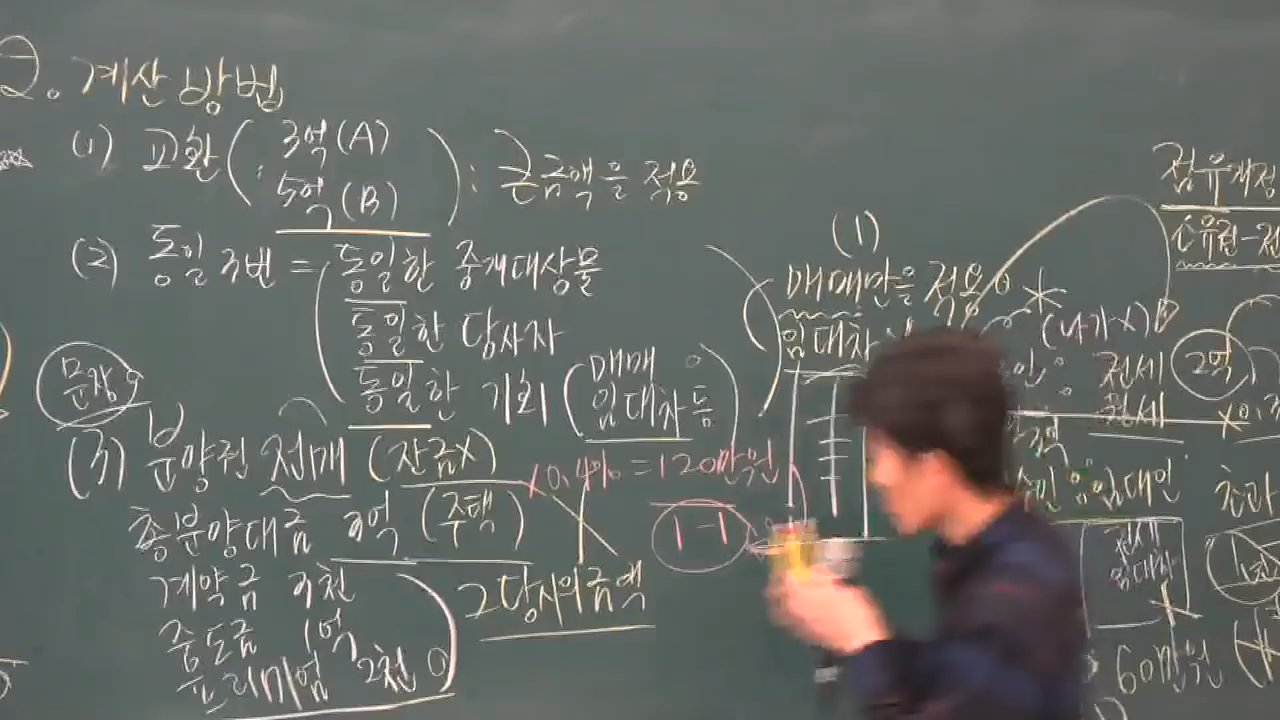 2. 계산방법
(1) 교환 ( : 3억(A)
5억(B) ) : 큰금액을 적용
(2) 동일 3번 = ( 동일한 중개대상물
동일한 당사자
동일한 기회 ( 매매
임대차 등 )
문장
(3) 분양권 전매 (잔금X)
X0.4% = 120만원
총분양대금 3억 (주택)
계약금 3천
중도금 1억
프리미엄 2천
그당시의금액
1-1
(1)
매매만을 적용
임대차
(나가X)
전세
점유개정
소유권-전
2억
임대인
전세
임대차
초과
60만원